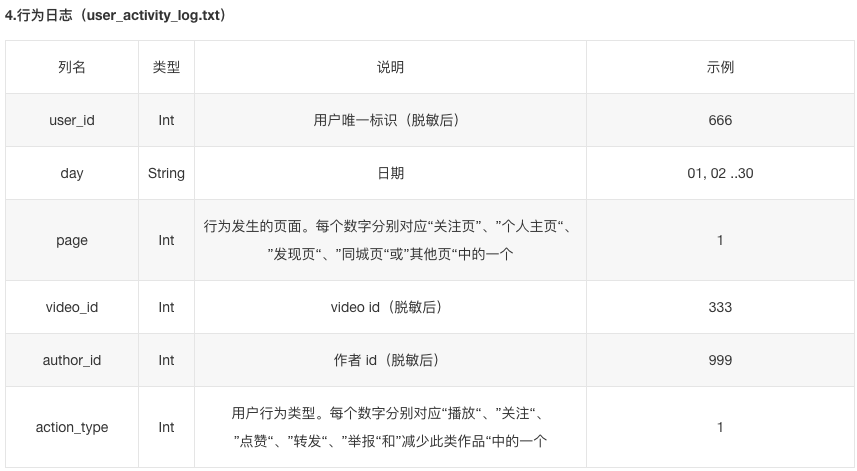 4.行为日志（user_activity_log.txt）
列名 类型 说明 示例
user_id Int 用户唯一标识（脱敏后） 666
day String 日期 01, 02 ..30
page Int 行为发生的页面。每个数字分别对应“关注页”、”个人主页“、 1
”发现页“、”同城页“或”其他页“中的一个
video_id Int video id（脱敏后） 333
author_id Int 作者 id（脱敏后） 999
action_type Int 用户行为类型。每个数字分别对应“播放“、”关注“、 1
”点赞“、”转发“、”举报“和”减少此类作品“中的一个